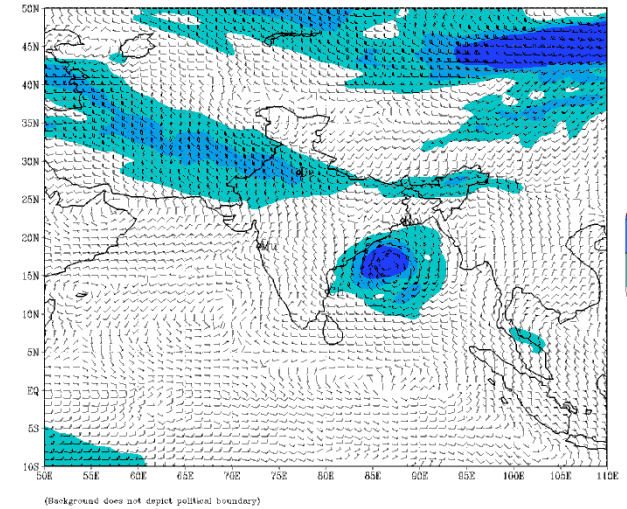 50N
45N
40N
35N
30N
25N
20N
15N
10N
5N
EQ
5S
10S
50E 55E 60E 65E 70E 75E 80E 85E 90E 95E 100E 105E 110E
Mu
(Background does not depict political boundary)